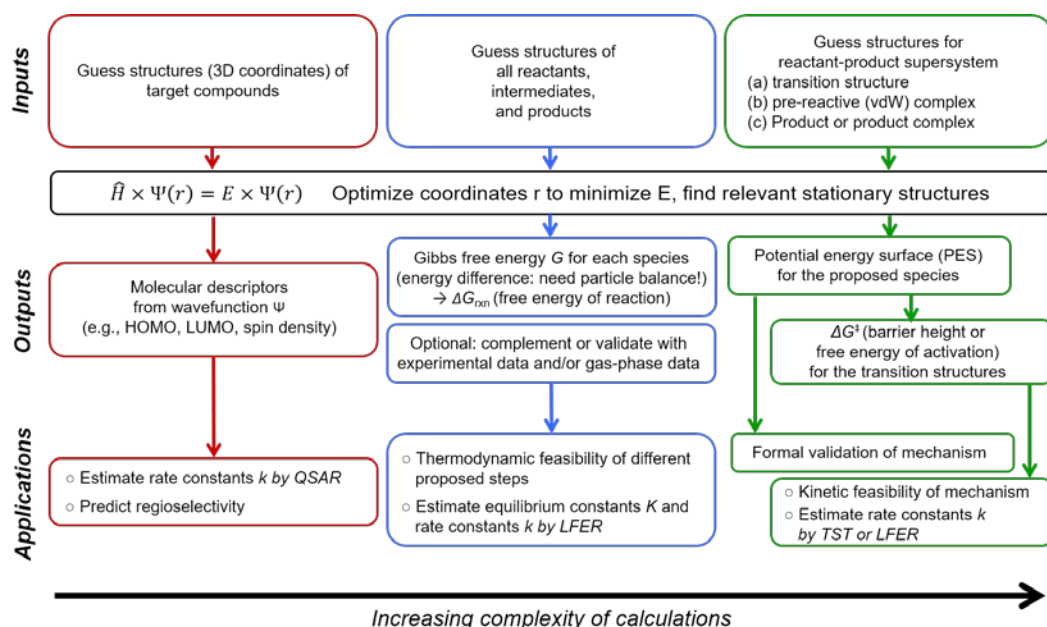 Inputs
Guess structures (3D coordinates) of
target compounds
Guess structures of
all reactants,
intermediates,
and products
Guess structures for
reactant-product supersystem
(a) transition structure
(b) pre-reactive (vdW) complex
(c) Product or product complex
Ĥ × Ψ(r) = E × Ψ(r) Optimize coordinates r to minimize E, find relevant stationary structures
Outputs
Molecular descriptors
from wavefunction Ψ
(e.g., HOMO, LUMO, spin density)
Gibbs free energy G for each species
(energy difference: need particle balance!)
→ ΔGrxn (free energy of reaction)
Optional: complement or validate with
experimental data and/or gas-phase data
Potential energy surface (PES)
for the proposed species
ΔG‡ (barrier height or
free energy of activation)
for the transition structures
Applications
○ Estimate rate constants k by QSAR
○ Predict regioselectivity
○ Thermodynamic feasibility of different
proposed steps
○ Estimate equilibrium constants K and
rate constants k by LFER
Formal validation of mechanism
○ Kinetic feasibility of mechanism
○ Estimate rate constants k
by TST or LFER
Increasing complexity of calculations